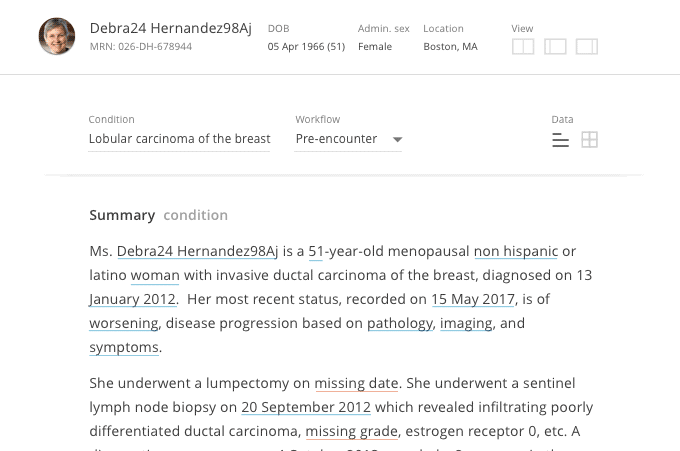 Debra24 Hernandez98Aj
MRN: 026-DH-678944
DOB
05 Apr 1966 (51)
Admin. sex
Female
Location
Boston, MA
View
Condition
Lobular carcinoma of the breast
Workflow
Pre-encounter
Data
Summary condition
Ms. Debra24 Hernandez98Aj is a 51-year-old menopausal non hispanic or
latino woman with invasive ductal carcinoma of the breast, diagnosed on 13
January 2012. Her most recent status, recorded on 15 May 2017, is of
worsening, disease progression based on pathology, imaging, and
symptoms.
She underwent a lumpectomy on missing date. She underwent a sentinel
lymph node biopsy on 20 September 2012 which revealed infiltrating poorly
differentiated ductal carcinoma, missing grade, estrogen receptor 0, etc. A